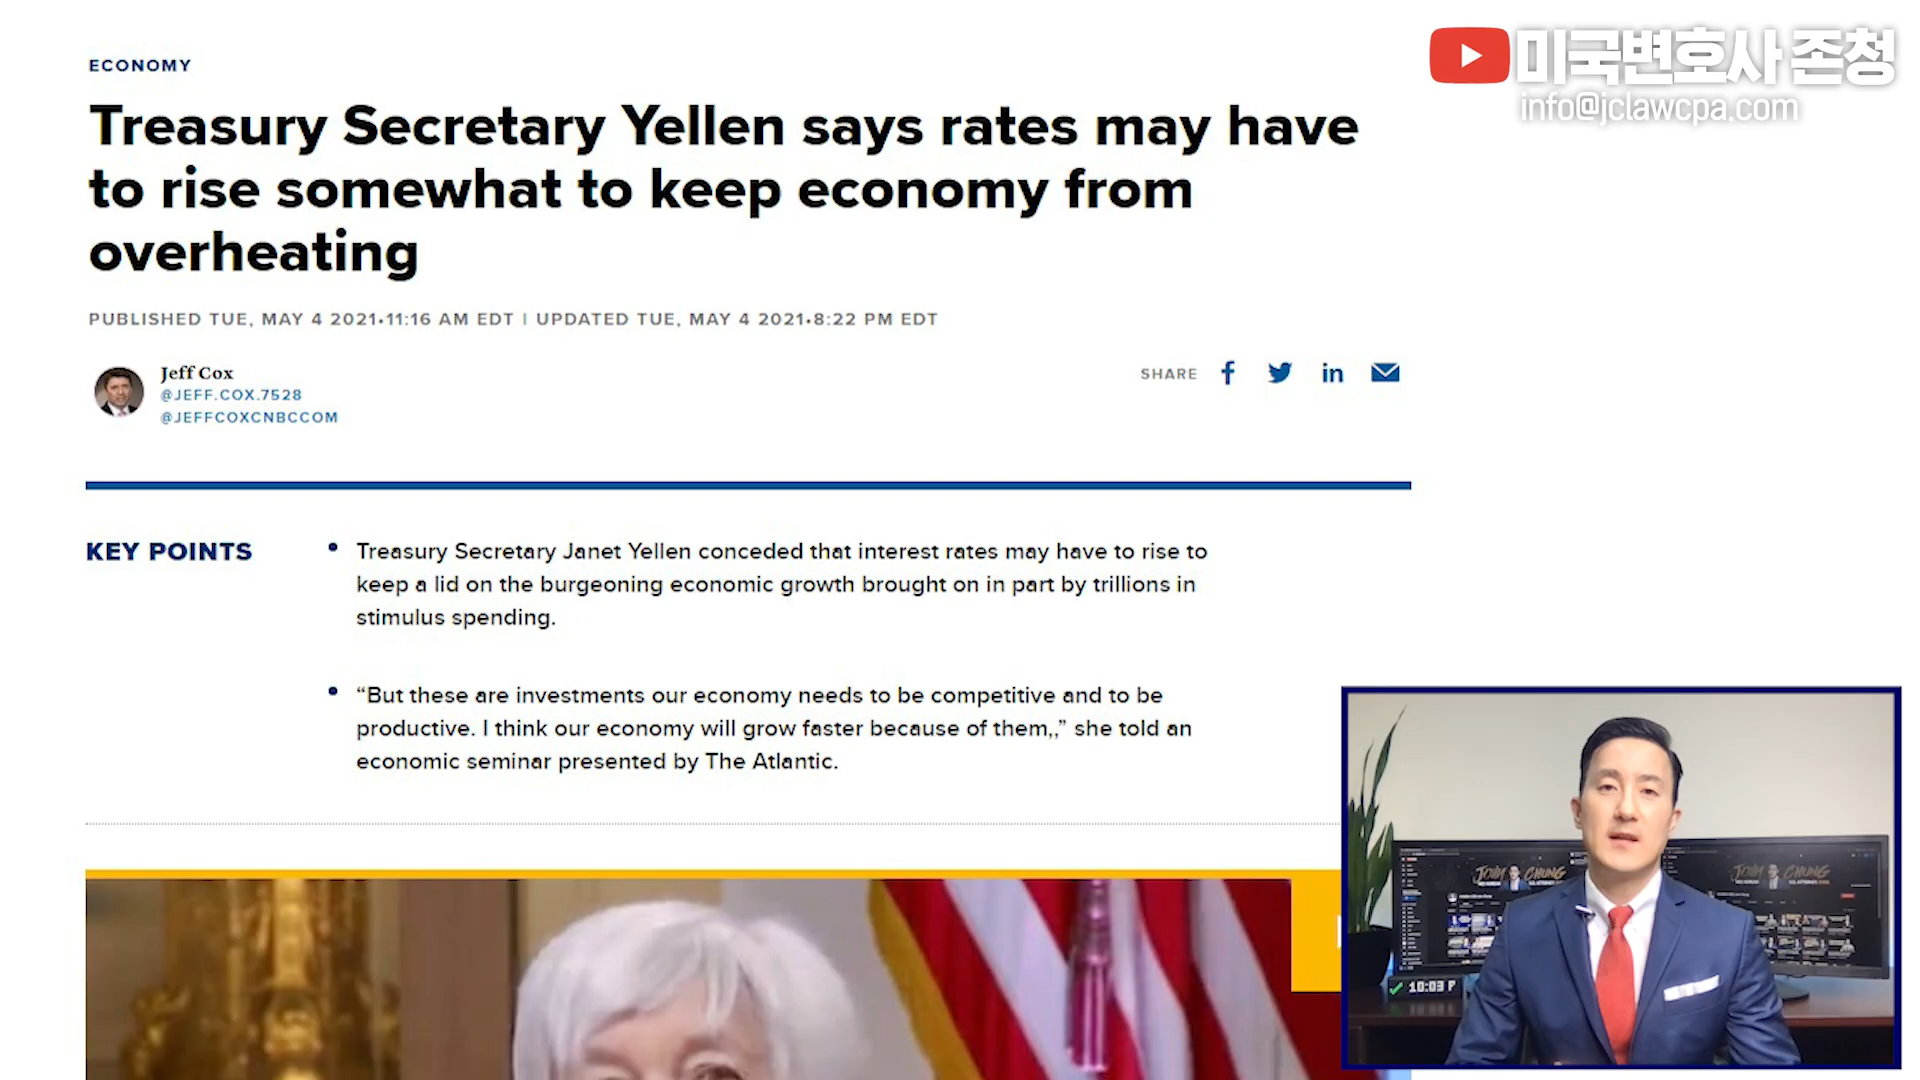 미국변호사 존청
info@jclawcpa.com
ECONOMY
Treasury Secretary Yellen says rates may have
to rise somewhat to keep economy from
overheating
PUBLISHED TUE, MAY 4 2021•11:16 AM EDT | UPDATED TUE, MAY 4 2021•8:22 PM EDT
Jeff Cox
@JEFF.COX.7528
@JEFFCOXCNBCCOM
SHARE
KEY POINTS
• Treasury Secretary Janet Yellen conceded that interest rates may have to rise to
keep a lid on the burgeoning economic growth brought on in part by trillions in
stimulus spending.
• “But these are investments our economy needs to be competitive and to be
productive. I think our economy will grow faster because of them,,” she told an
economic seminar presented by The Atlantic.
JOHN CHUNG
JOHN CHUNG
10:03 P